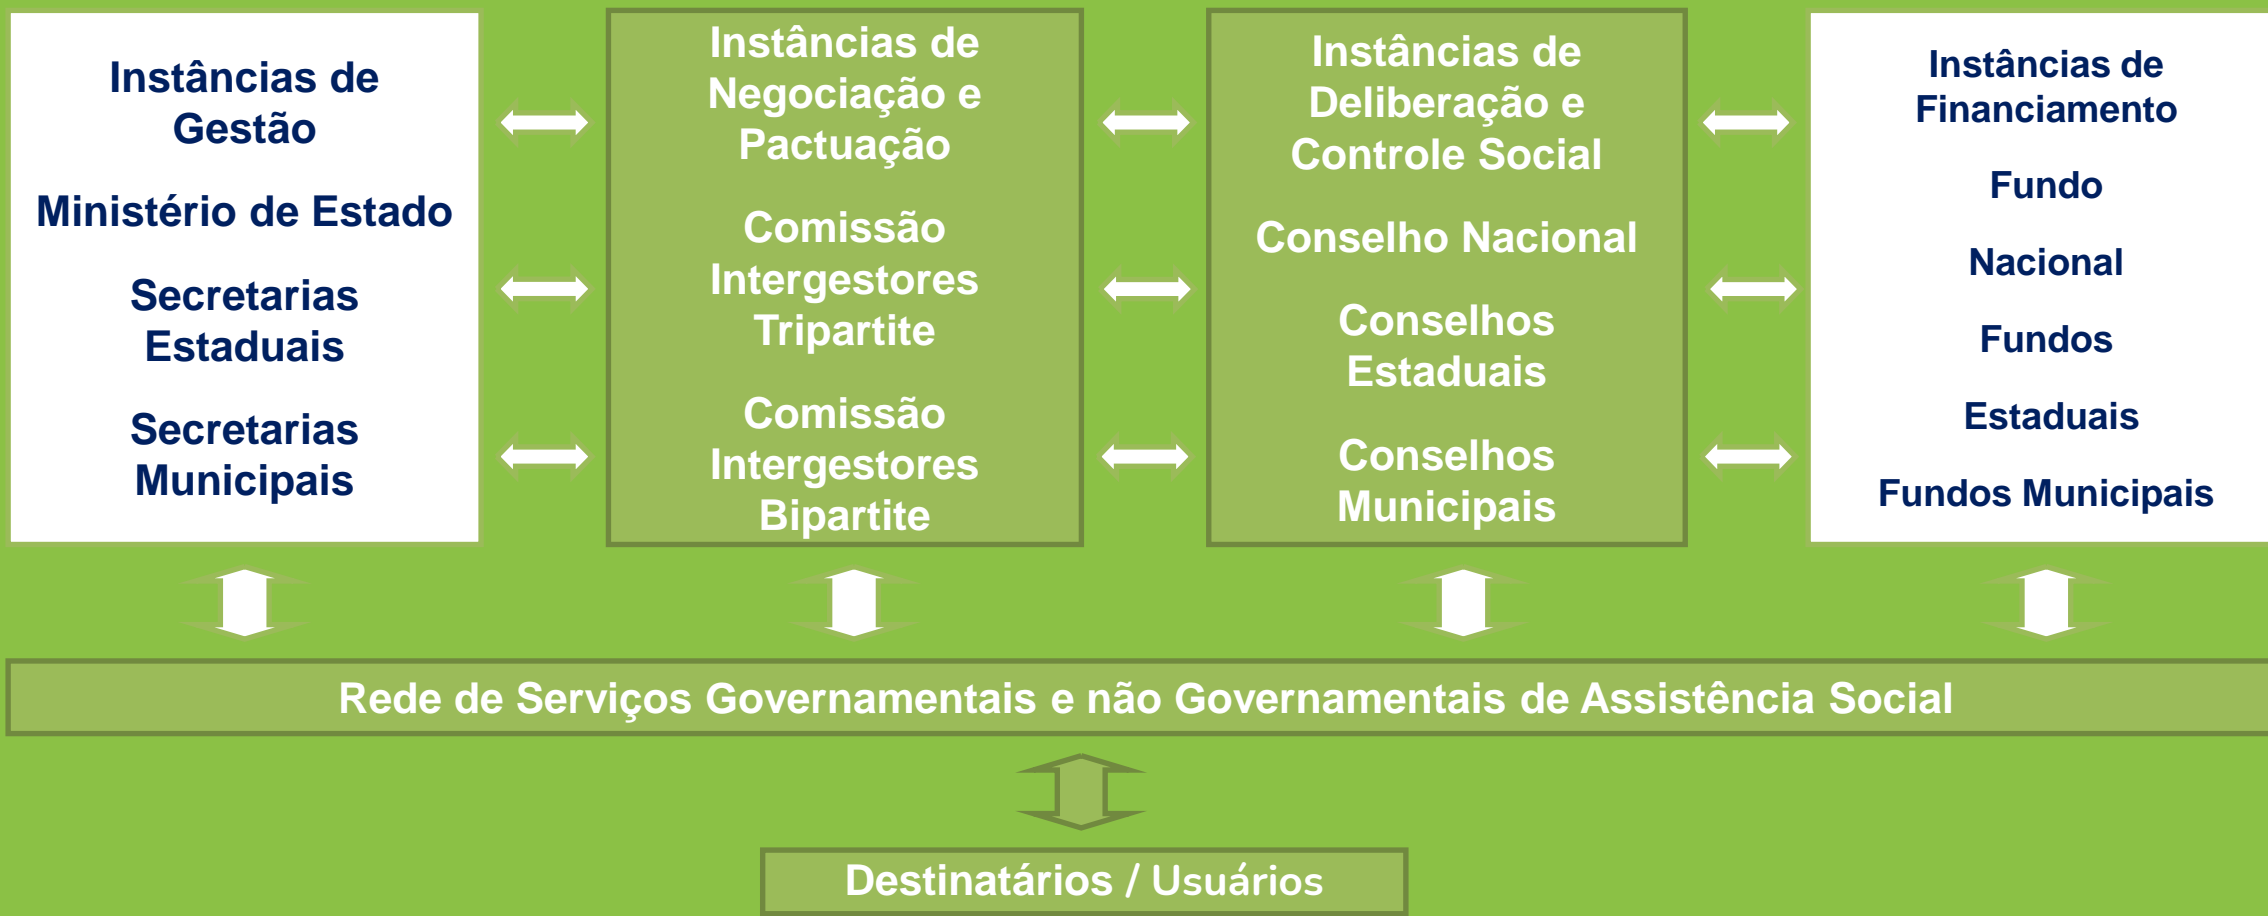 Instâncias de
Gestão
Ministério de Estado
Secretarias
Estaduais
Secretarias
Municipais
Instâncias de
Negociação e
Pactuação
Comissão
Intergestores
Tripartite
Comissão
Intergestores
Bipartite
Instâncias de
Deliberação e
Controle Social
Conselho Nacional
Conselhos
Estaduais
Conselhos
Municipais
Instâncias de
Financiamento
Fundo
Nacional
Fundos
Estaduais
Fundos Municipais
Rede de Serviços Governamentais e não Governamentais de Assistência Social
Destinatários / Usuários